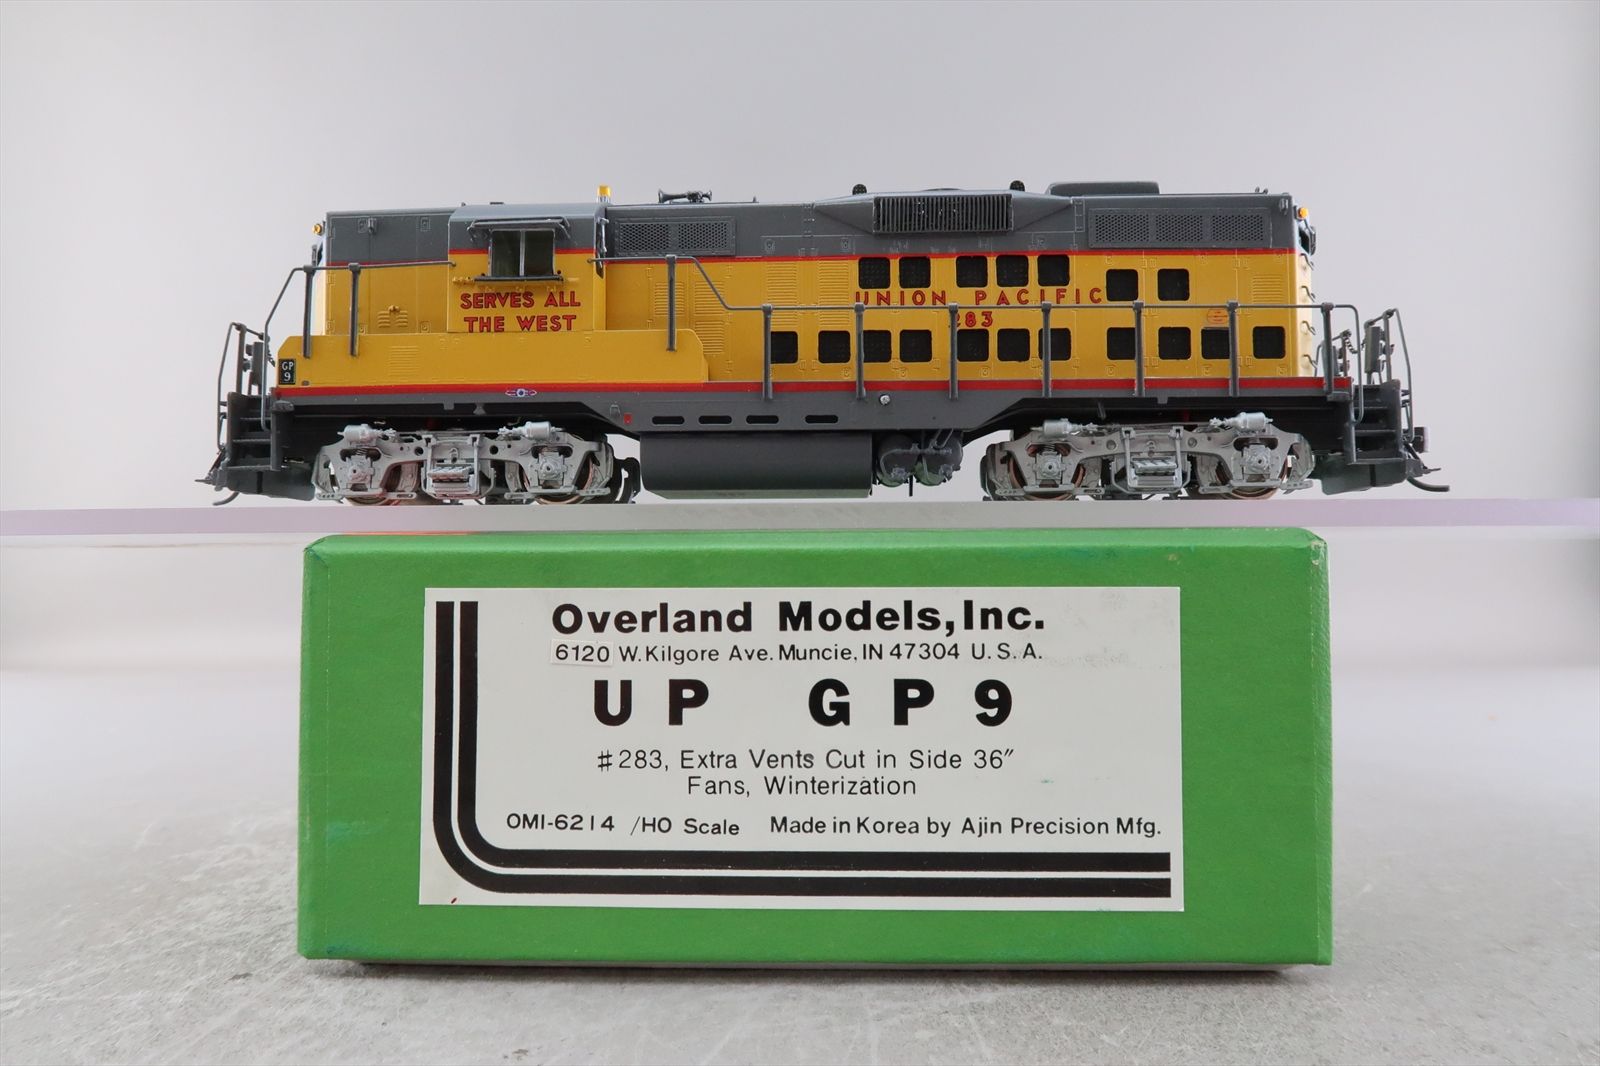 SERVES ALL
THE WEST
UNION PACIFIC
283
GP
9
Overland Models, Inc.
6120 W. Kilgore Ave. Muncie, IN 47304 U. S. A.
UP GP9
#283, Extra Vents Cut in Side 36"
Fans, Winterization
OMI-6214 /HO Scale Made in Korea by Ajin Precision Mfg.